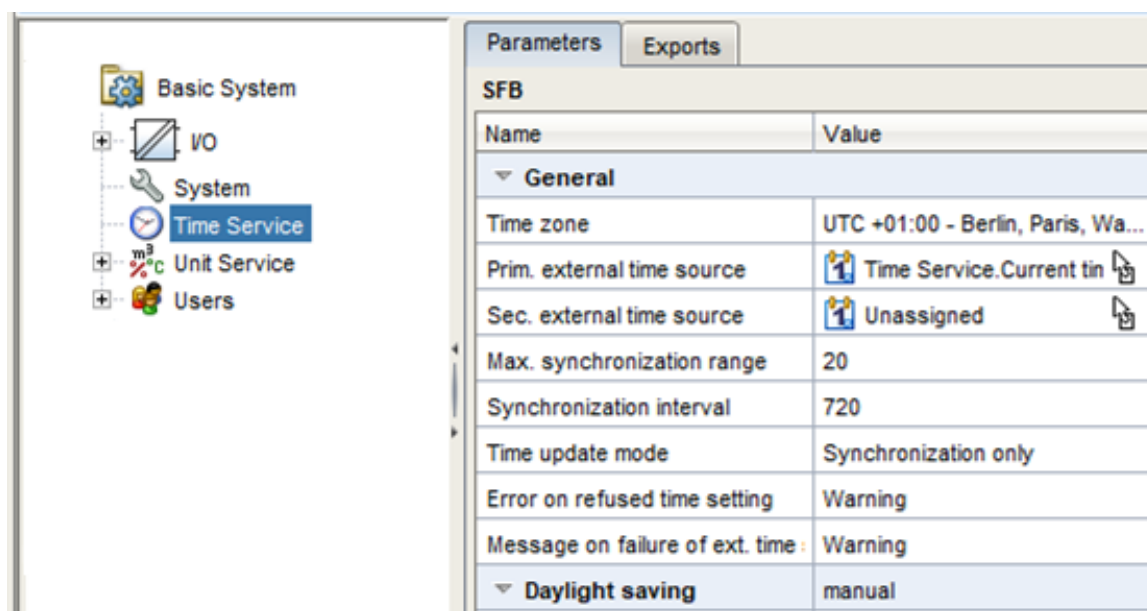 Basic System
I/O
System
Time Service
m³
%°C Unit Service
Users
Parameters Exports
SFB
Name Value
General
Time zone UTC +01:00 - Berlin, Paris, Wa...
Prim. external time source 1 Time Service.Current tin
Sec. external time source 1 Unassigned
Max. synchronization range 20
Synchronization interval 720
Time update mode Synchronization only
Error on refused time setting Warning
Message on failure of ext. time Warning
Daylight saving manual